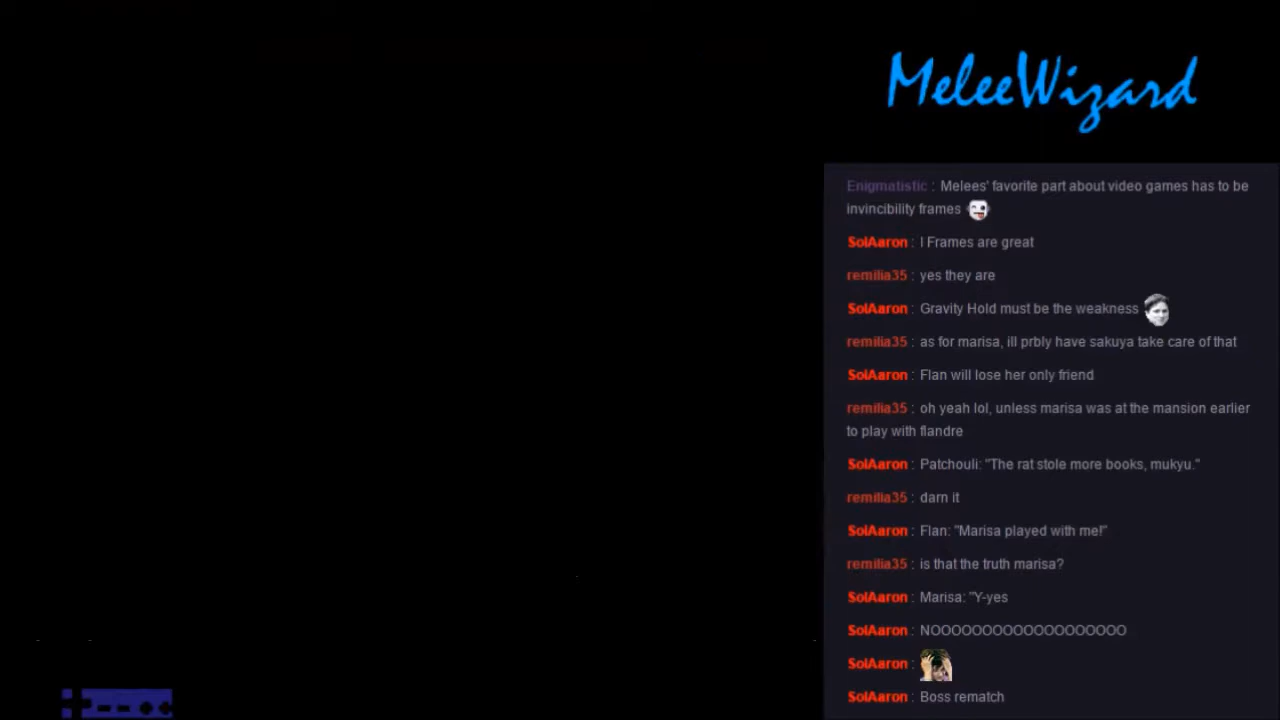 MeleeWizard
Enigmatistic : Melees' favorite part about video games has to be
invincibility frames
SolAaron : I Frames are great
remilia35 : yes they are
SolAaron : Gravity Hold must be the weakness
remilia35 : as for marisa, ill prbly have sakuya take care of that
SolAaron : Flan will lose her only friend
remilia35 : oh yeah lol, unless marisa was at the mansion earlier
to play with flandre
SolAaron : Patchouli: "The rat stole more books, mukyu."
remilia35 : darn it
SolAaron : Flan: "Marisa played with me!"
remilia35 : is that the truth marisa?
SolAaron : Marisa: "Y-yes
SolAaron : NOOOOOOOOOOOOOOOOOOO
SolAaron :
SolAaron : Boss rematch